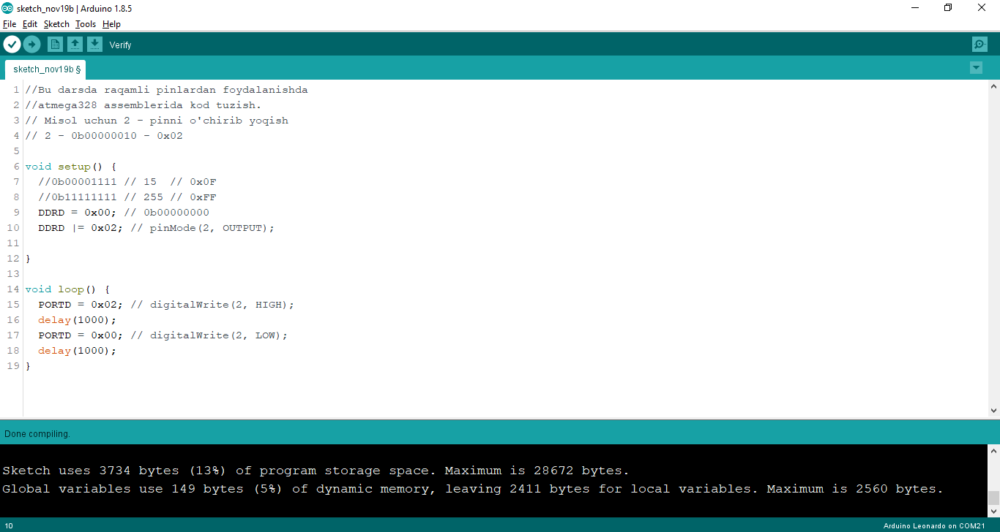 sketch_nov19b | Arduino 1.8.5
File Edit Sketch Tools Help
Verify
sketch_nov19b §
1 //Bu darsda raqamli pinlardan foydalanishda
2 //atmega328 assemblerida kod tuzish.
3 // Misol uchun 2 - pinni o'chirib yoqish
4 // 2 - 0b00000010 - 0x02
5
6 void setup() {
7 //0b00001111 // 15 // 0x0F
8 //0b11111111 // 255 // 0xFF
9 DDRD = 0x00; // 0b00000000
10 DDRD |= 0x02; // pinMode(2, OUTPUT);
11
12 }
13
14 void loop() {
15 PORTD = 0x02; // digitalWrite(2, HIGH);
16 delay(1000);
17 PORTD = 0x00; // digitalWrite(2, LOW);
18 delay(1000);
19 }
Done compiling.
Sketch uses 3734 bytes (13%) of program storage space. Maximum is 28672 bytes.
Global variables use 149 bytes (5%) of dynamic memory, leaving 2411 bytes for local variables. Maximum is 2560 bytes.
10 Arduino Leonardo on COM21